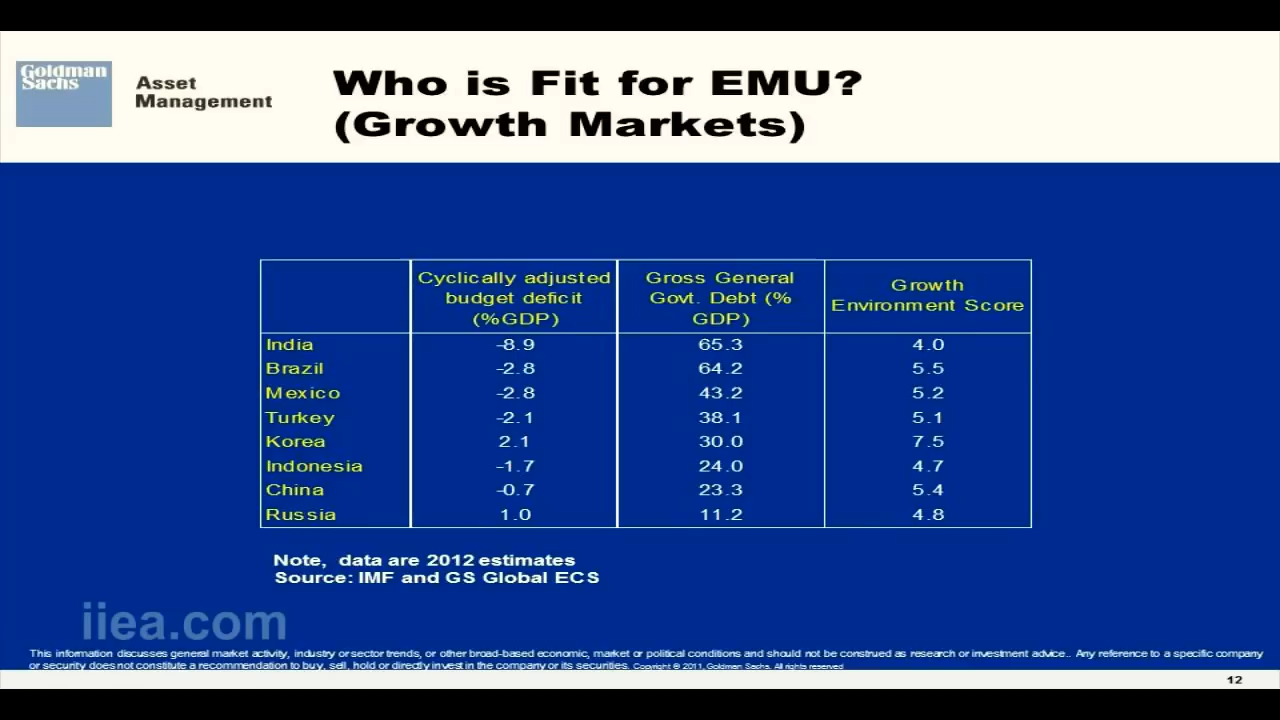 Goldman
Sachs
Asset
Management
Who is Fit for EMU?
(Growth Markets)
Cyclically adjusted
budget deficit
(%GDP)
Gross General
Govt. Debt (%
GDP)
Growth
Environment Score
India -8.9 65.3 4.0
Brazil -2.8 64.2 5.5
Mexico -2.8 43.2 5.2
Turkey -2.1 38.1 5.1
Korea 2.1 30.0 7.5
Indonesia -1.7 24.0 4.7
China -0.7 23.3 5.4
Russia 1.0 11.2 4.8
Note, data are 2012 estimates
Source: IMF and GS Global ECS
iiea.com
This information discusses general market activity, industry or sector trends, or other broad-based economic, market or political conditions and should not be construed as research or investment advice.. Any reference to a specific company
or security does not constitute a recommendation to buy, sell, hold or directly invest in the company or its securities. Copyright © 2011, Goldman Sachs. All rights reserved
12